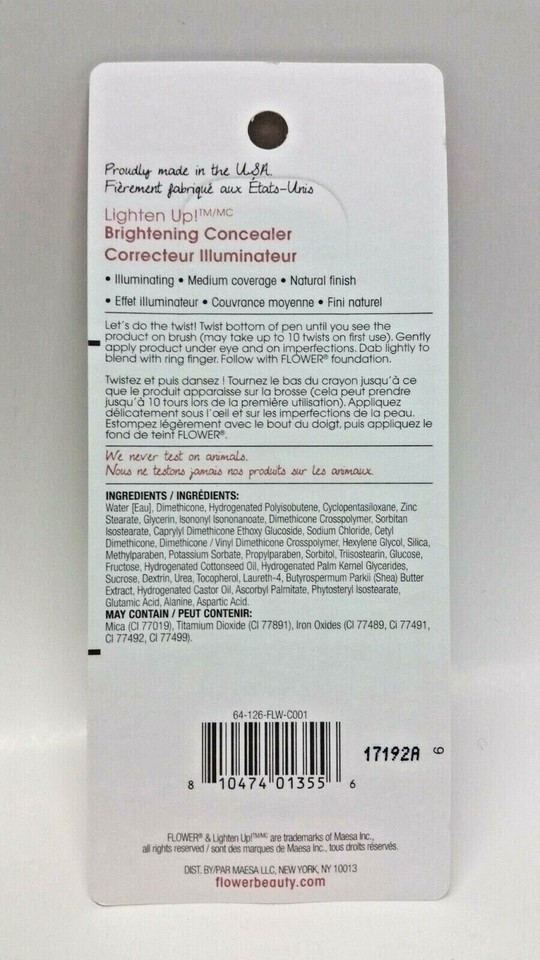 Proudly made in the U.S.A.
Fièrement fabriqué aux États-Unis
Lighten Up!™/MC
Brightening Concealer
Correcteur Illuminateur
• Illuminating • Medium coverage • Natural finish
• Effet illuminateur • Couvrance moyenne • Fini naturel
Let's do the twist! Twist bottom of pen until you see the
product on brush (may take up to 10 twists on first use). Gently
apply product under eye and on imperfections. Dab lightly to
blend with ring finger. Follow with FLOWER® foundation.
Twistez et puis dansez ! Tournez le bas du crayon jusqu'à ce
que le produit apparaisse sur la brosse (cela peut prendre
jusqu'à 10 tours lors de la première utilisation). Appliquez
délicatement sous l'œil et sur les imperfections de la peau.
Estompez légèrement avec le bout du doigt, puis appliquez le
fond de teint FLOWER®.
We never test on animals.
Nous ne testons jamais nos produits sur les animaux.
INGREDIENTS / INGRÉDIENTS:
Water [Eau], Dimethicone, Hydrogenated Polyisobutene, Cyclopentasiloxane, Zinc
Stearate, Glycerin, Isononyl Isononanoate, Dimethicone Crosspolymer, Sorbitan
Isostearate, Caprylyl Dimethicone Ethoxy Glucoside, Sodium Chloride, Cetyl
Dimethicone, Dimethicone / Vinyl Dimethicone Crosspolymer, Hexylene Glycol, Silica,
Methylparaben, Potassium Sorbate, Propylparaben, Sorbitol, Triisostearin, Glucose,
Fructose, Hydrogenated Cottonseed Oil, Hydrogenated Palm Kernel Glycerides,
Sucrose, Dextrin, Urea, Tocopherol, Laureth-4, Butyrospermum Parkii (Shea) Butter
Extract, Hydrogenated Castor Oil, Ascorbyl Palmitate, Phytosteryl Isostearate,
Glutamic Acid, Alanine, Aspartic Acid.
MAY CONTAIN / PEUT CONTENIR:
Mica (CI 77019), Titamium Dioxide (CI 77891), Iron Oxides (CI 77489, CI 77491,
CI 77492, CI 77499).
64-126-FLW-C001
17192A 6
8 10474 01355 6
FLOWER® & Lighten Up!™/MC are trademarks of Maesa Inc.,
all rights reserved / sont des marques de Maesa Inc., tous droits réservés.
DIST. BY/PAR MAESA LLC, NEW YORK, NY 10013
flowerbeauty.com